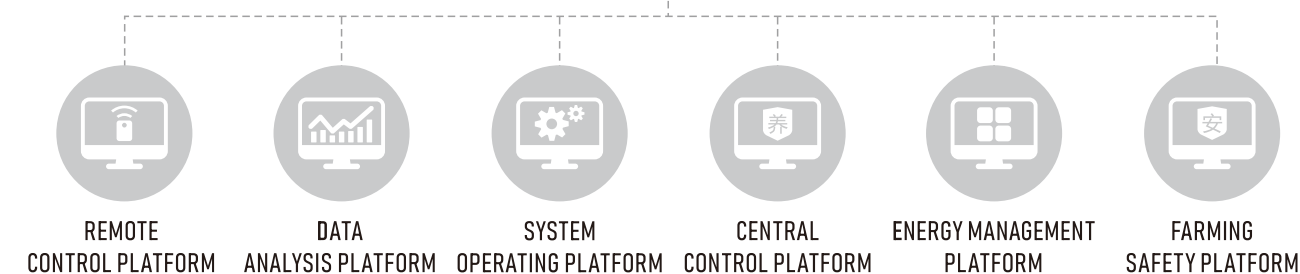 养
安
REMOTE
CONTROL PLATFORM
DATA
ANALYSIS PLATFORM
SYSTEM
OPERATING PLATFORM
CENTRAL
CONTROL PLATFORM
ENERGY MANAGEMENT
PLATFORM
FARMING
SAFETY PLATFORM